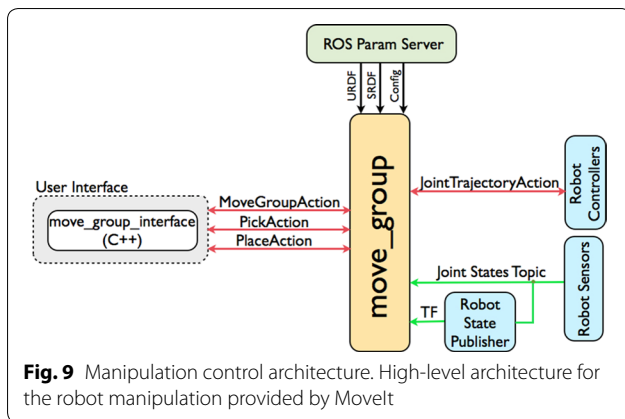 ROS Param Server
URDF
SRDF
Config
move_group
User Interface
move_group_interface
(C++)
MoveGroupAction
PickAction
PlaceAction
JointTrajectoryAction
Robot
Controllers
Joint States Topic
TF
Robot
State
Publisher
Robot Sensors
Fig. 9 Manipulation control architecture. High-level architecture for
the robot manipulation provided by MoveIt